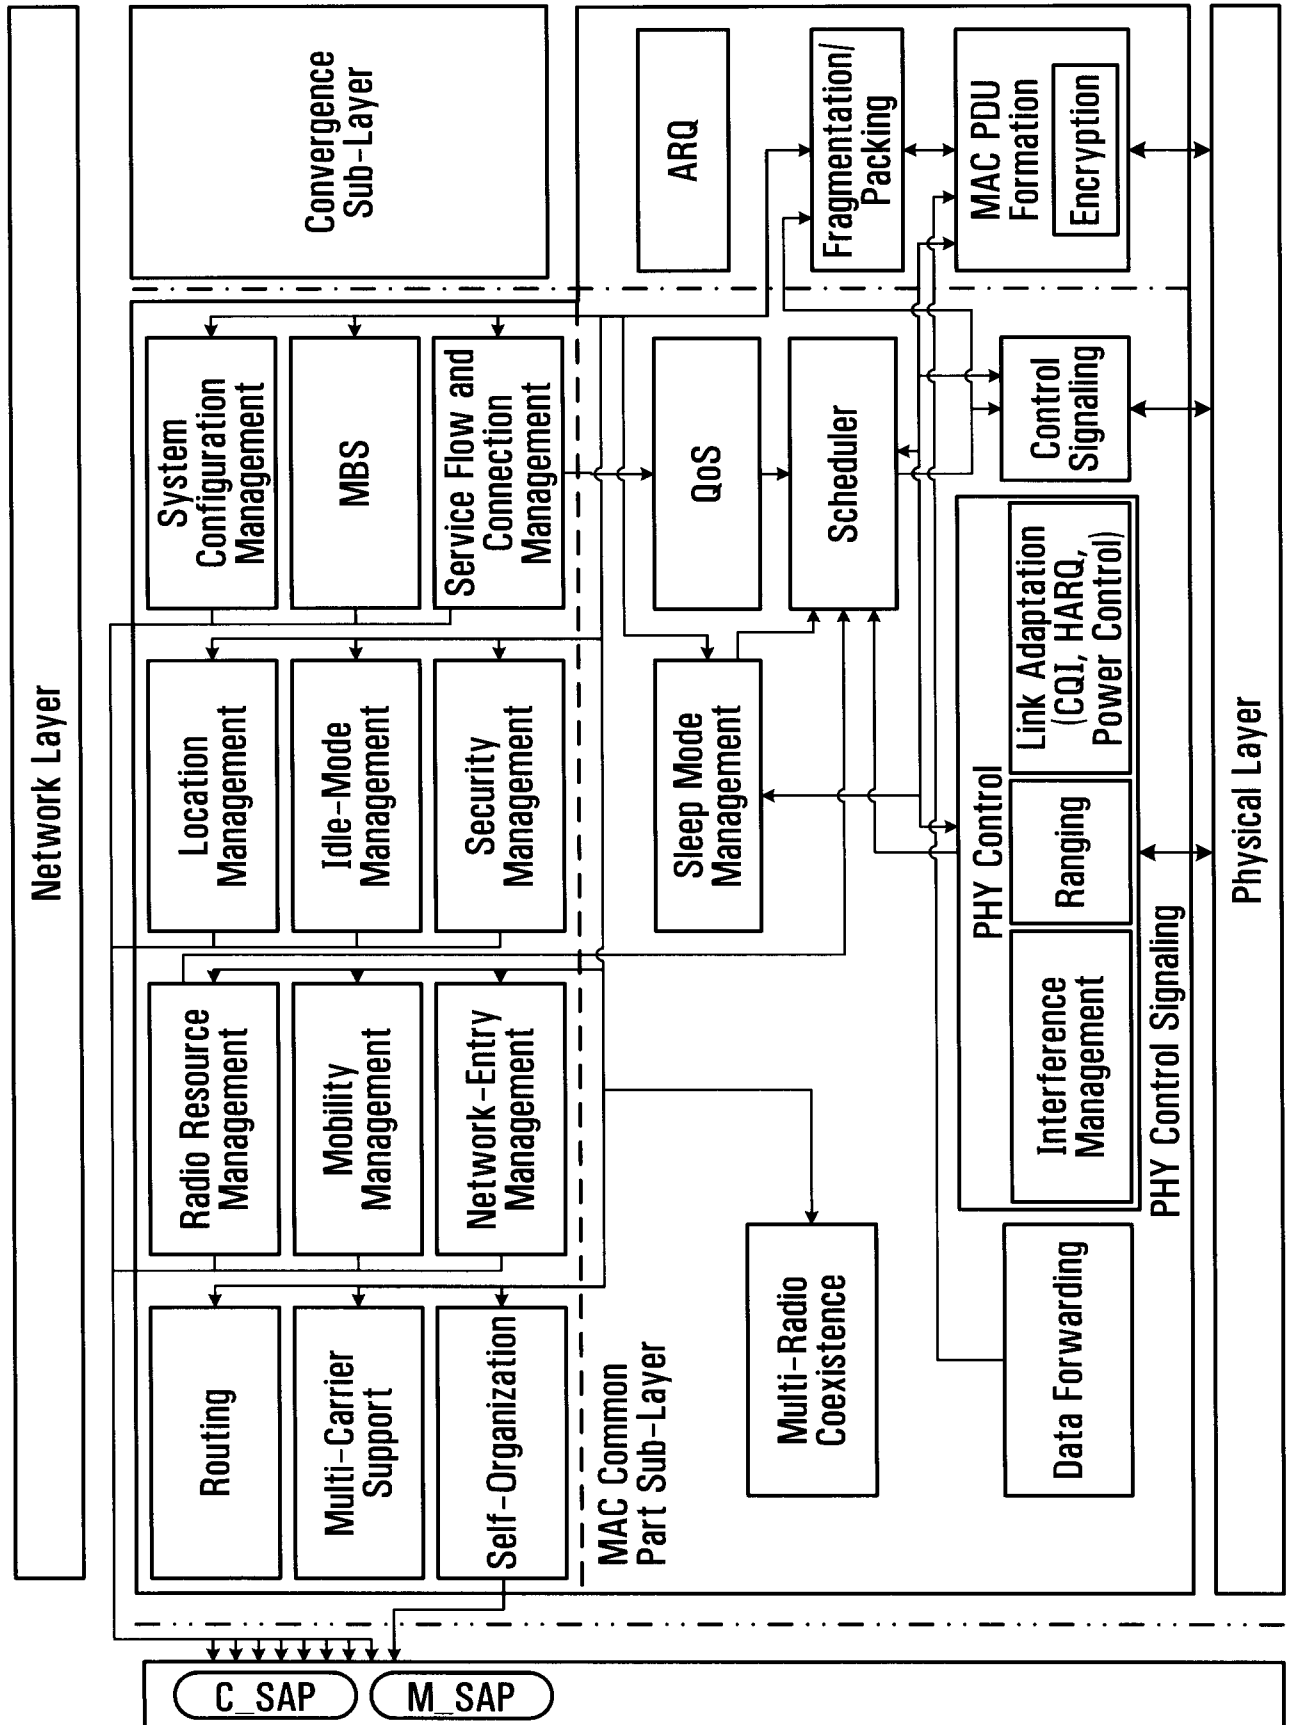 Network Layer
Routing
Radio Resource
Management
Location
Management
System
Configuration
Management
Convergence
Sub-Layer
Multi-Carrier
Support
Mobility
Management
Idle-Mode
Management
MBS
Self-Organization
Network-Entry
Management
Security
Management
Service Flow and
Connection
Management
C_SAP
M_SAP
MAC Common
Part Sub-Layer
Multi-Radio
Coexistence
Sleep Mode
Management
QoS
ARQ
Scheduler
Fragmentation/
Packing
Data Forwarding
PHY Control
Interference
Management
Ranging
Link Adaptation
(CQI, HARQ,
Power Control)
Control
Signaling
MAC PDU
Formation
Encryption
PHY Control Signaling
Physical Layer